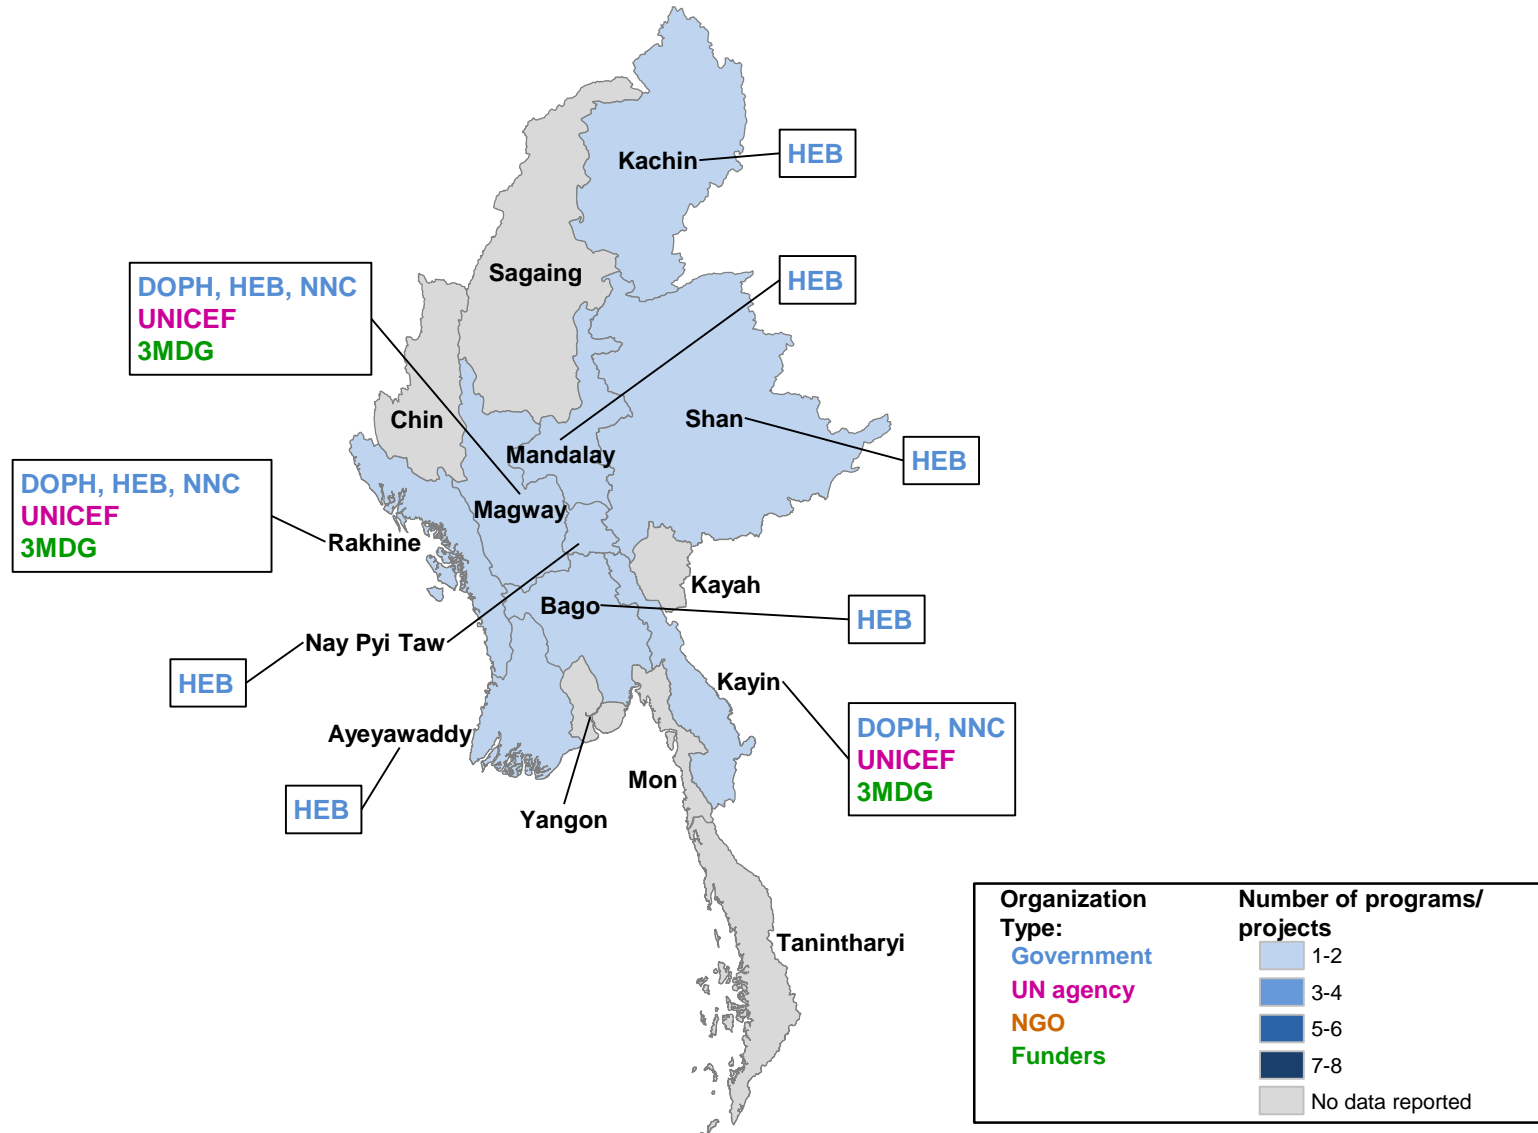 Kachin
HEB
Sagaing
HEB
DOPH, HEB, NNC
UNICEF
3MDG
Chin
Shan
Mandalay
HEB
DOPH, HEB, NNC
UNICEF
3MDG
Magway
Rakhine
Kayah
Bago
HEB
Nay Pyi Taw
HEB
Kayin
DOPH, NNC
UNICEF
3MDG
Ayeyawaddy
HEB
Mon
Yangon
Tanintharyi
Organization
Type:
Government
UN agency
NGO
Funders
Number of programs/
projects
1-2
3-4
5-6
7-8
No data reported